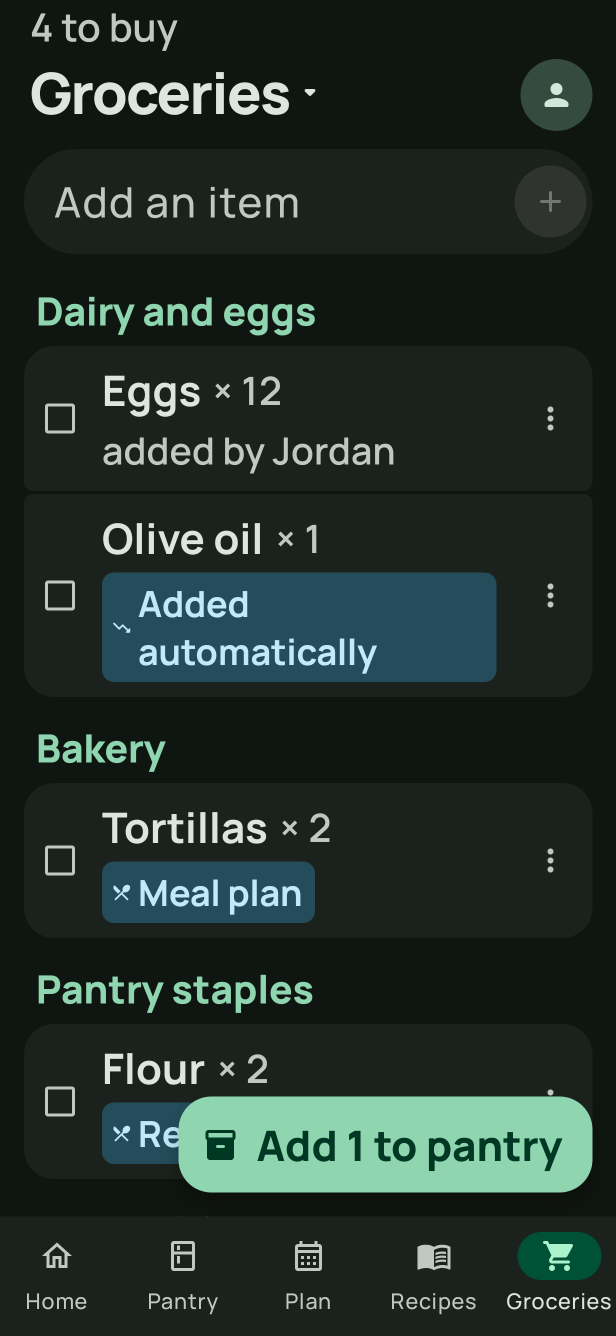 4 to buy
Groceries
Add an item
Dairy and eggs
Eggs × 12
added by Jordan
Olive oil × 1
Added
automatically
Bakery
Tortillas × 2
Meal plan
Pantry staples
Flour × 2
Add 1 to pantry
Home
Pantry
Plan
Recipes
Groceries